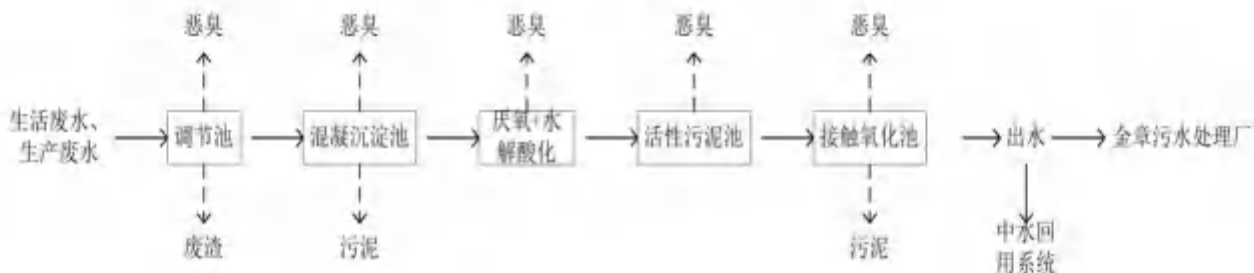 恶臭
恶臭
恶臭
恶臭
恶臭
生活废水、
生产废水
调节池
混凝沉淀池
厌氧+水
解酸化
活性污泥池
接触氧化池
出水
金章污水处理厂
废渣
污泥
污泥
中水回
用系统